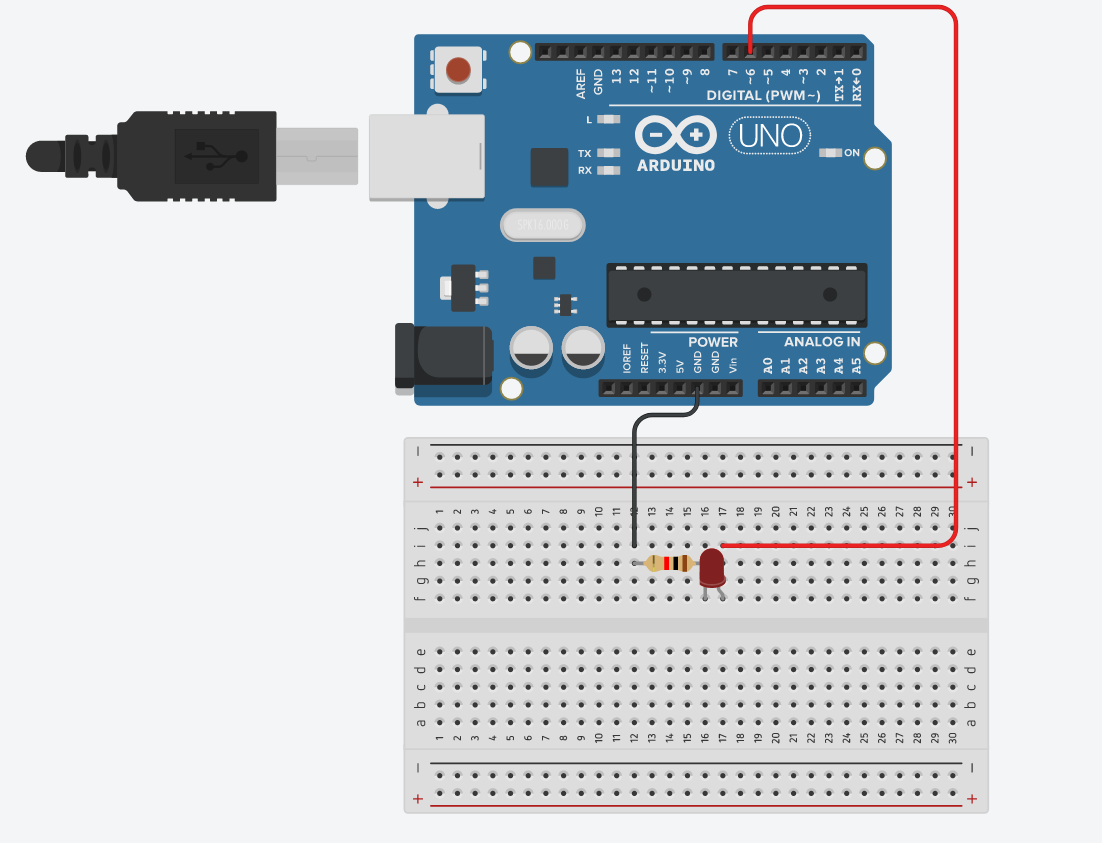 AREF
GND
13
12
~11
~10
~9
8
7
~6
~5
4
~3
2
TX→1
RX←0
DIGITAL (PWM~)
L
TX
RX
ARDUINO
UNO
ON
SPK16.000G
IOREF
RESET
3.3V
5V
GND
GND
Vin
POWER
ANALOG IN
A0
A1
A2
A3
A4
A5
− −
+ +
1 2 3 4 5 6 7 8 9 10 11 12 13 14 15 16 17 18 19 20 21 22 23 24 25 26 27 28 29 30
j j
i i
h h
g g
f f
e e
d d
c c
b b
a a
1 2 3 4 5 6 7 8 9 10 11 12 13 14 15 16 17 18 19 20 21 22 23 24 25 26 27 28 29 30
− −
+ +